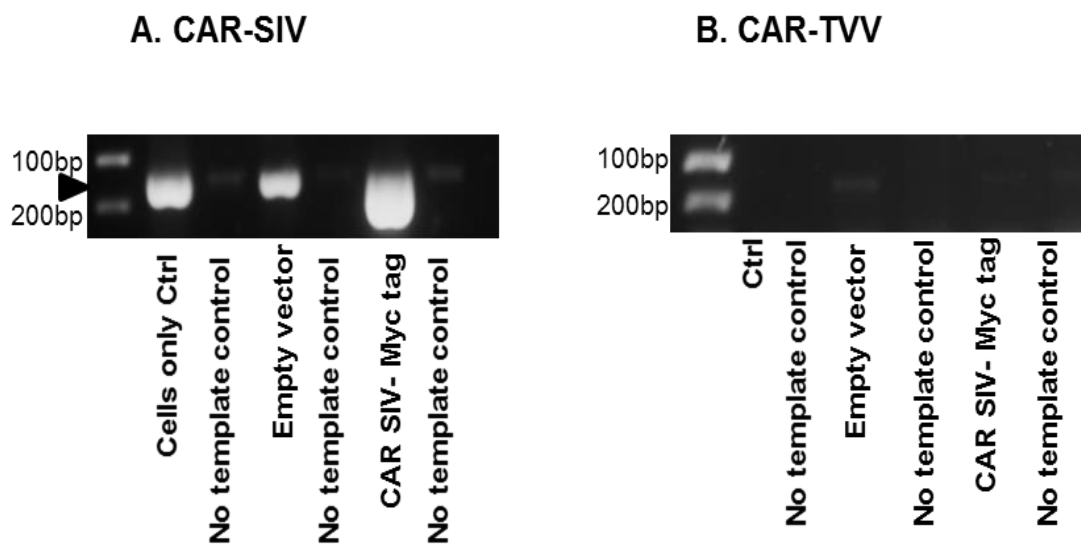 A. CAR-SIV
100bp
200bp
Cells only Ctrl
No template control
Empty vector
No template control
CAR SIV- Myc tag
No template control
B. CAR-TVV
100bp
200bp
Ctrl
No template control
Empty vector
No template control
CAR SIV- Myc tag
No template control